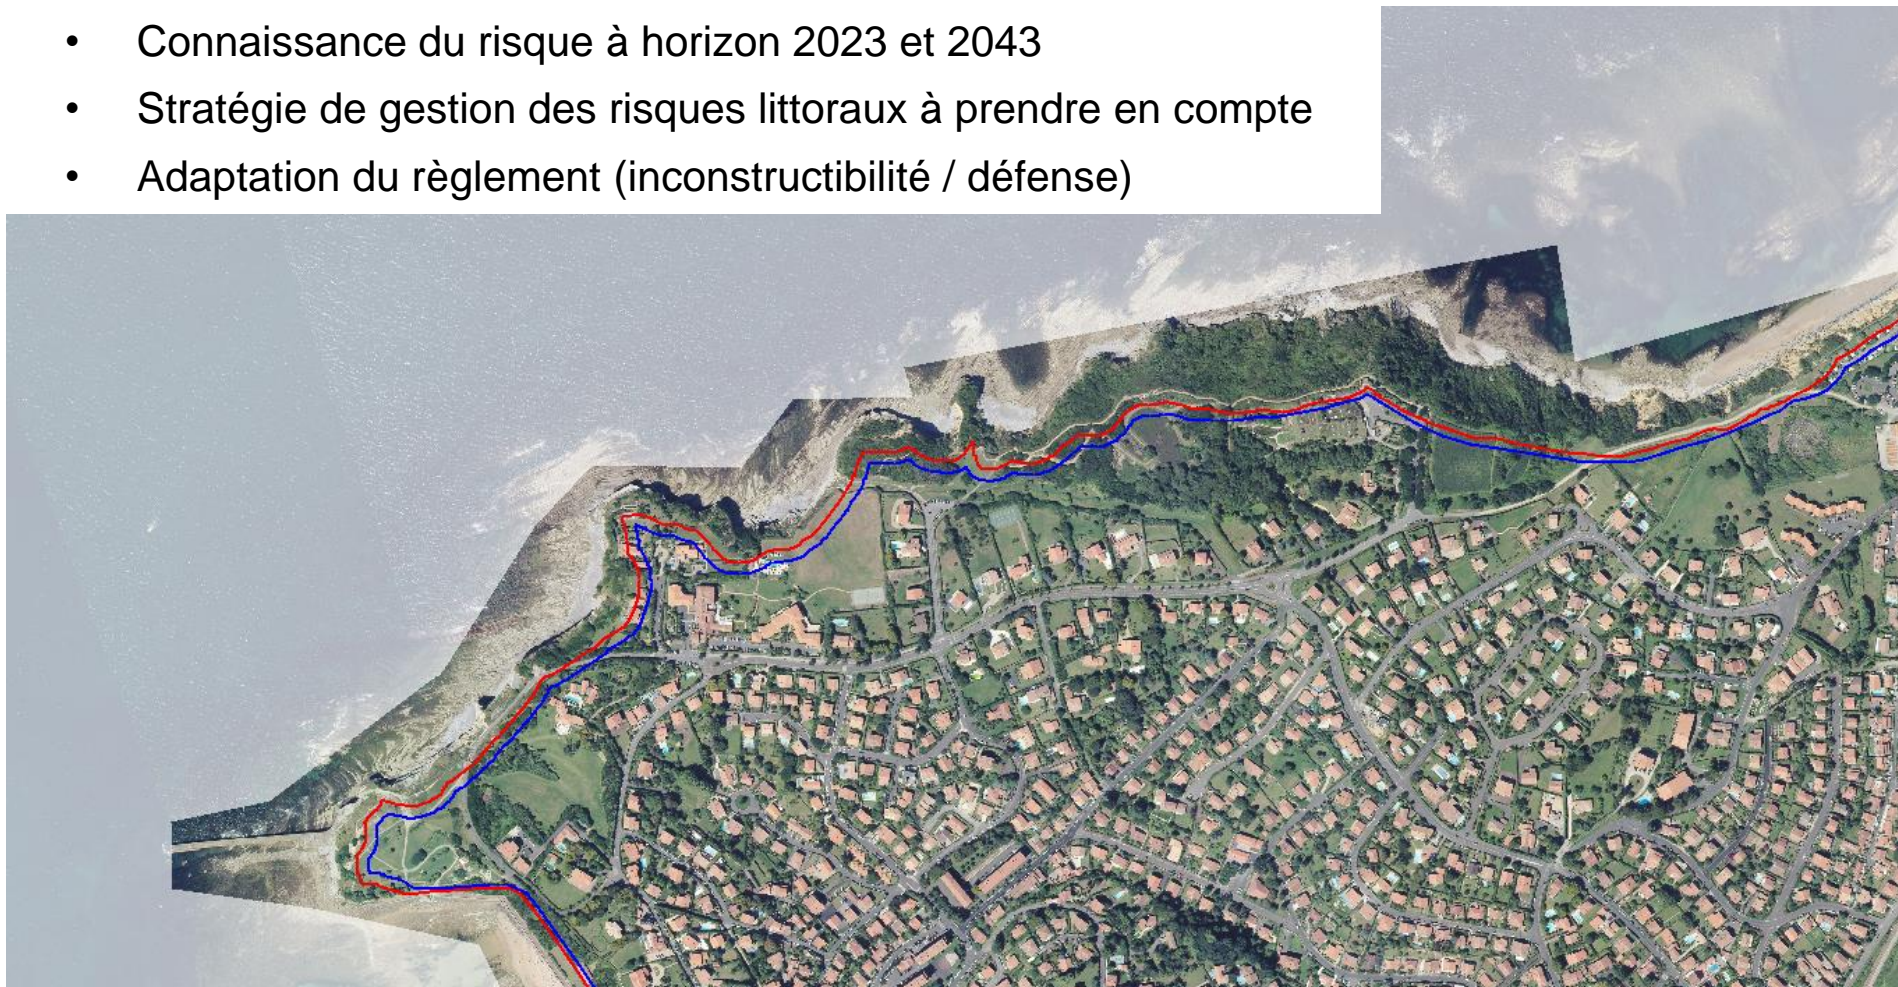 • Connaissance du risque à horizon 2023 et 2043
• Stratégie de gestion des risques littoraux à prendre en compte
• Adaptation du règlement (inconstructibilité / défense)